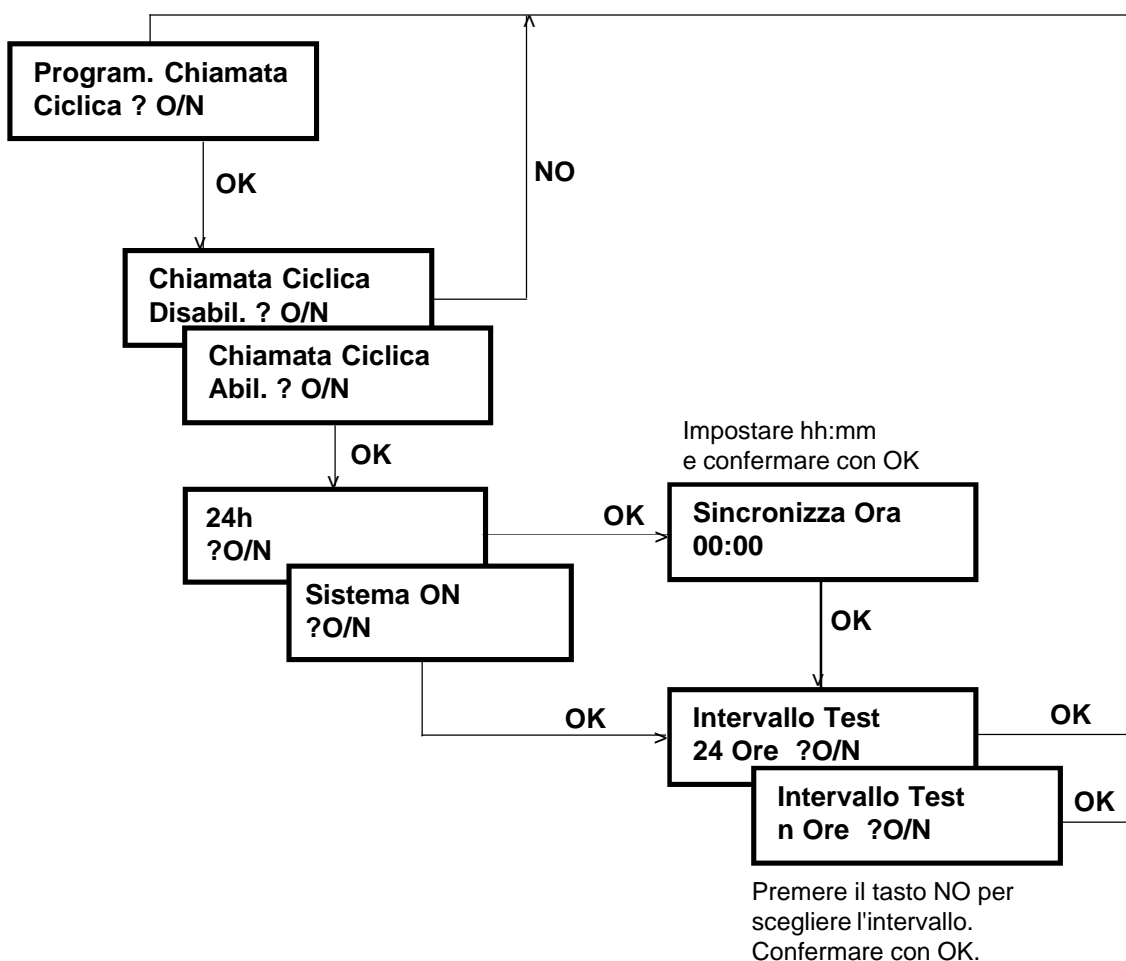 Program. Chiamata
Ciclica ? O/N
OK
NO
Chiamata Ciclica
Disabil. ? O/N
Chiamata Ciclica
Abil. ? O/N
OK
Impostare hh:mm
e confermare con OK
24h
?O/N
OK
Sincronizza Ora
00:00
Sistema ON
?O/N
OK
OK
Intervallo Test
24 Ore ?O/N
OK
Intervallo Test
n Ore ?O/N
OK
Premere il tasto NO per
scegliere l'intervallo.
Confermare con OK.